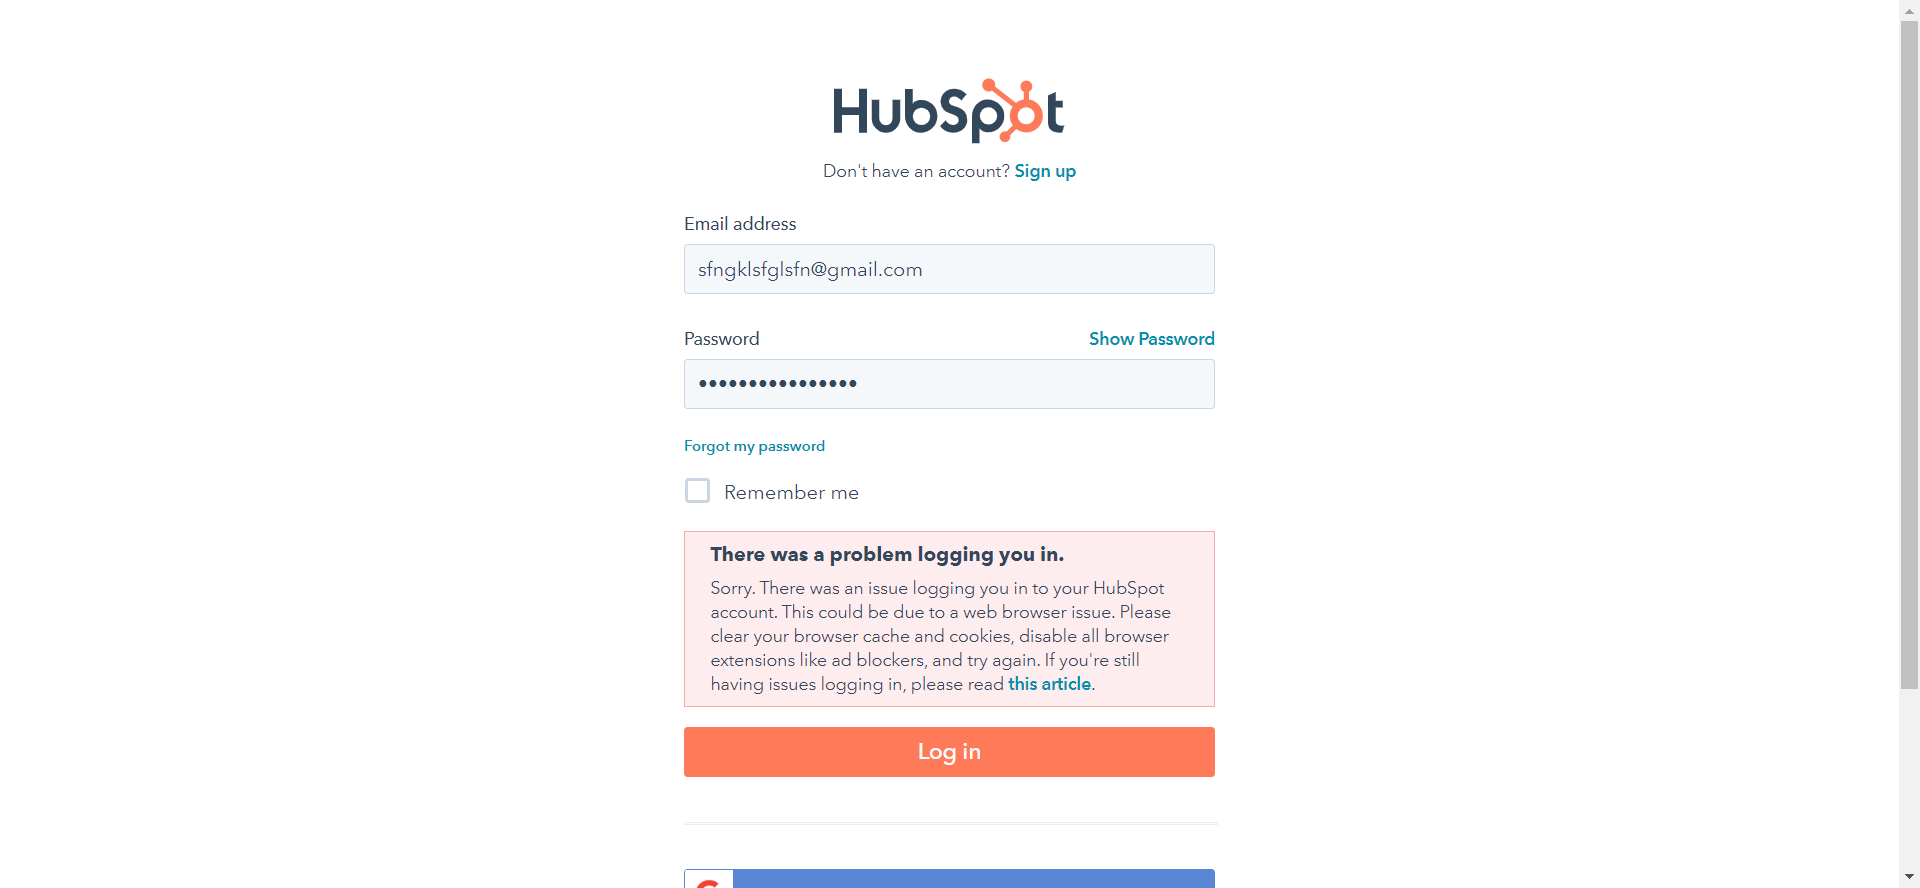 HubSpot
Don't have an account? Sign up
Email address
sfngklsfglsfn@gmail.com
Password Show Password
••••••••••••••••
Forgot my password
Remember me
There was a problem logging you in.
Sorry. There was an issue logging you in to your HubSpot
account. This could be due to a web browser issue. Please
clear your browser cache and cookies, disable all browser
extensions like ad blockers, and try again. If you're still
having issues logging in, please read this article.
Log in